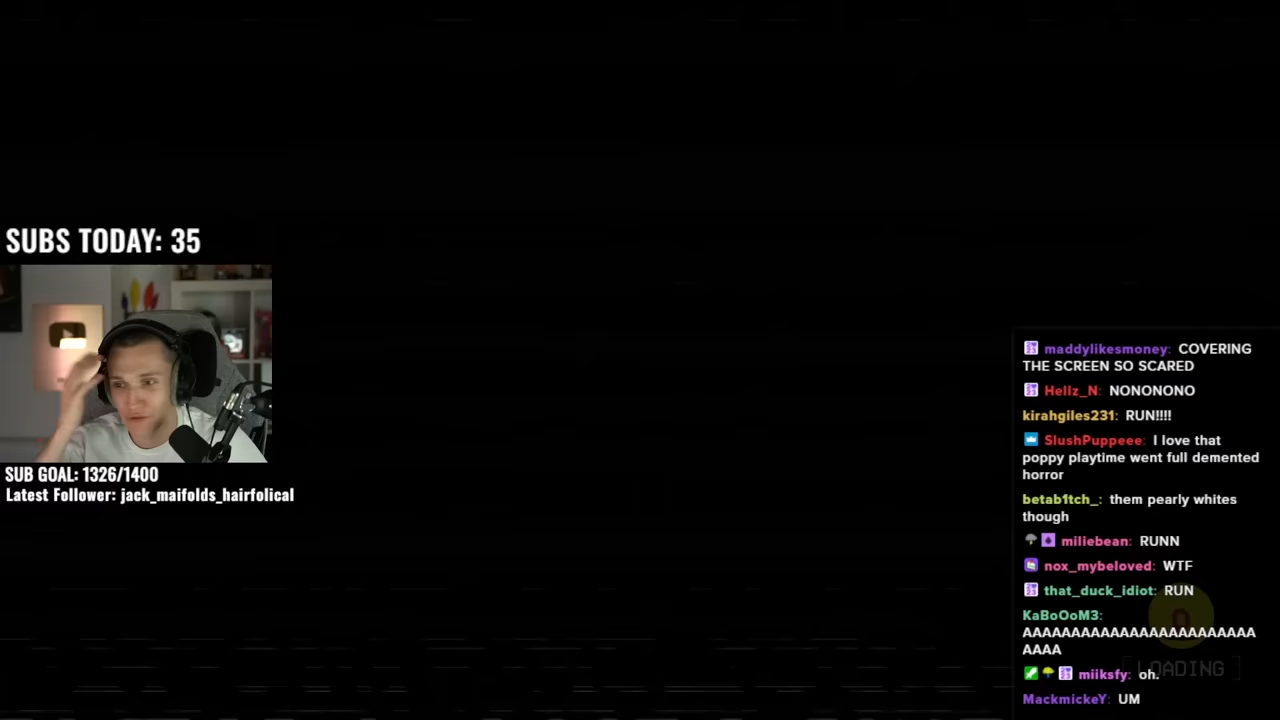 SUBS TODAY: 35
SUB GOAL: 1326/1400
Latest Follower: jack_maifolds_hairfolical
maddylikesmoney: COVERING
THE SCREEN SO SCARED
Hellz_N: NONONONO
kirahgiles231: RUN!!!!
SlushPuppeee: I love that
poppy playtime went full demented
horror
betab1tch_: them pearly whites
though
miliebean: RUNN
nox_mybeloved: WTF
that_duck_idiot: RUN
KaBoOoM3:
AAAAAAAAAAAAAAAAAAAAAAAA
AAAA
miiksfy: oh.
LOADING
MackmickeY: UM